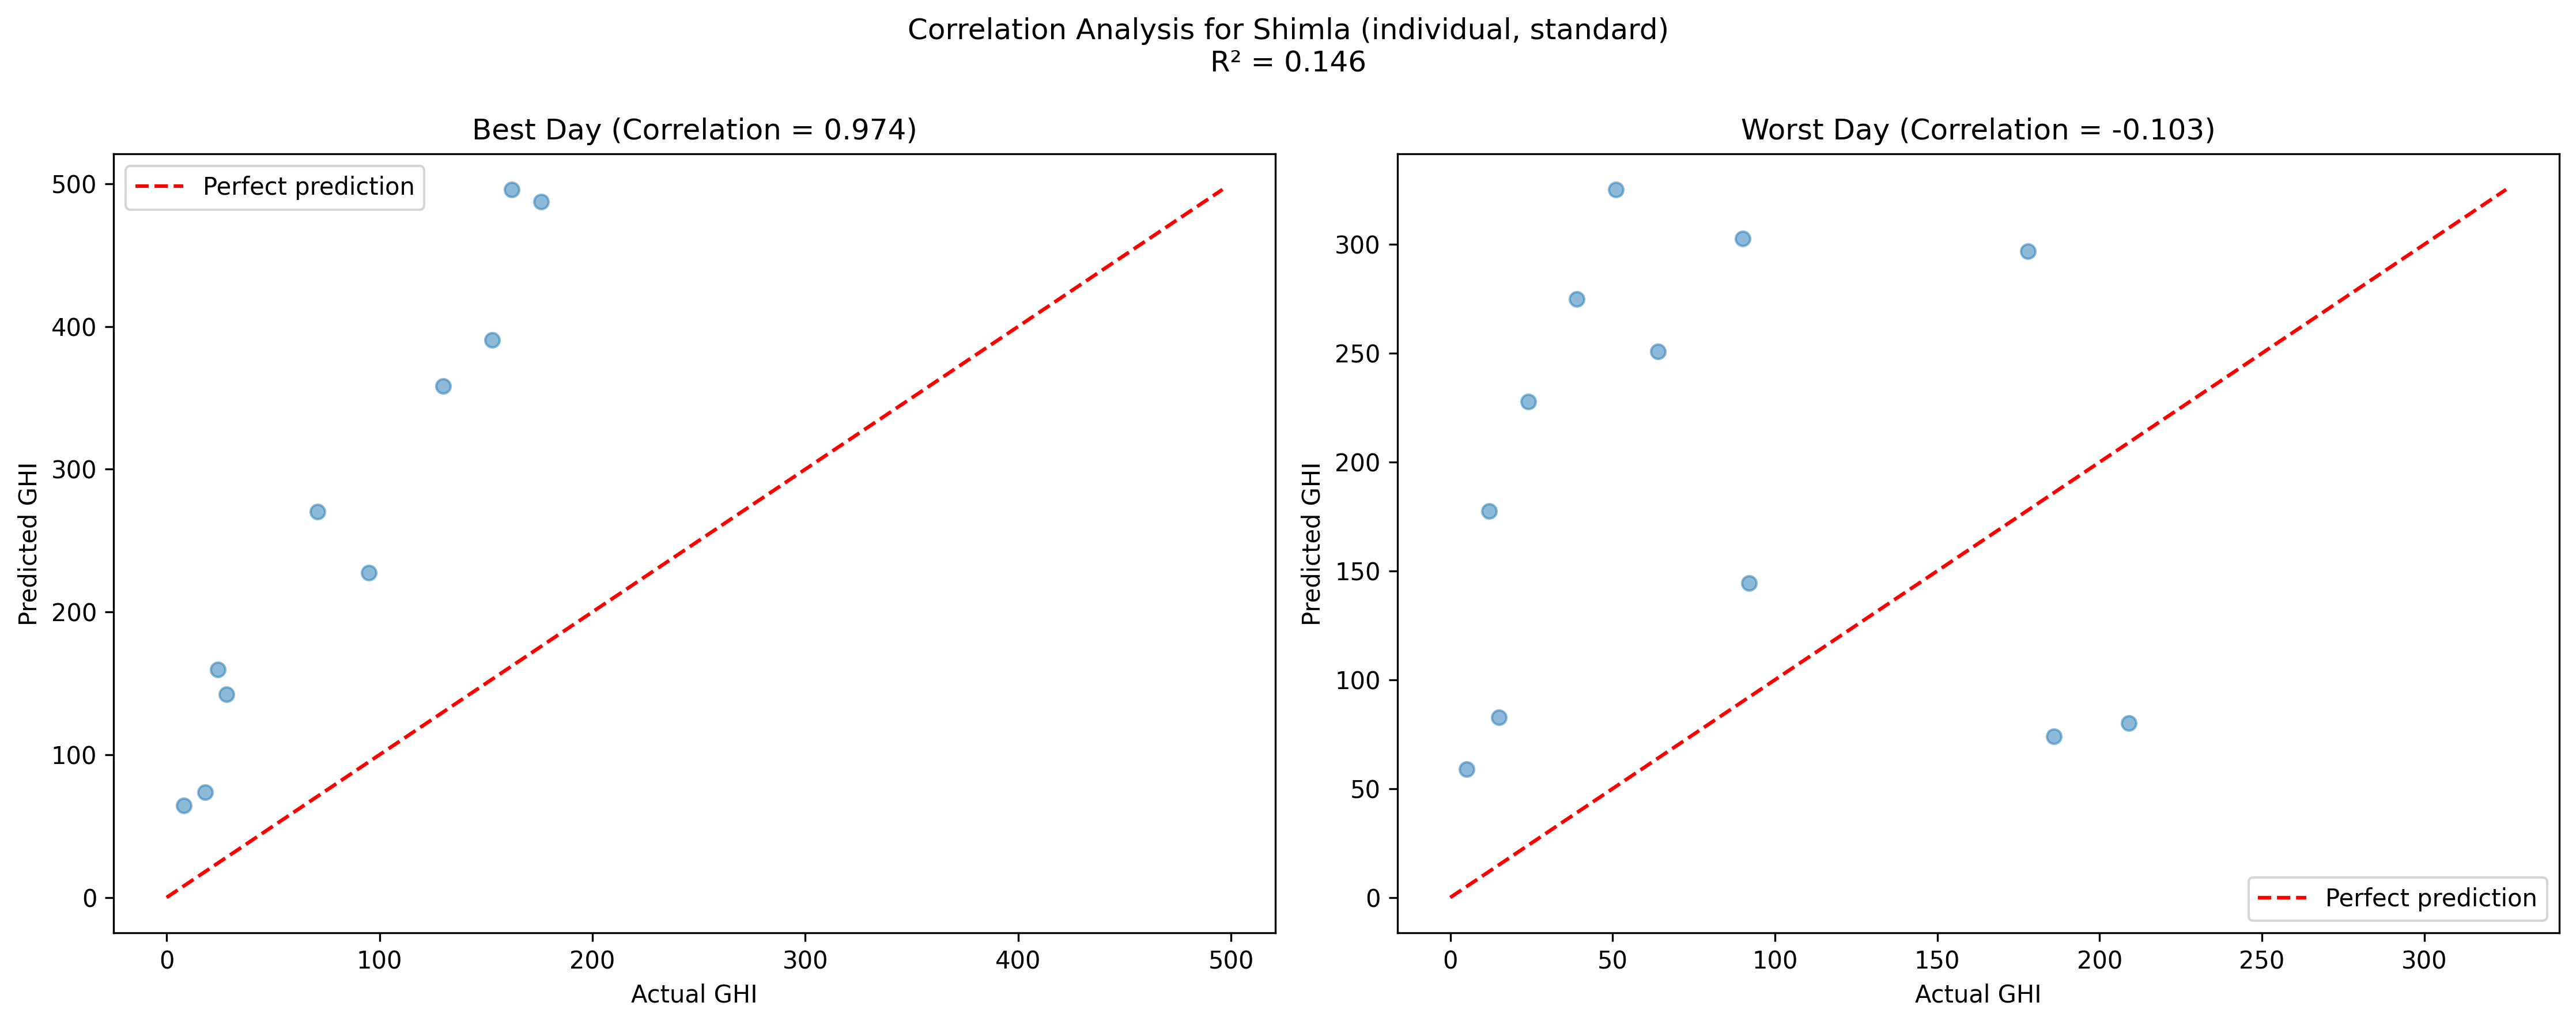 Correlation Analysis for Shimla (individual, standard)
R² = 0.146
Best Day (Correlation = 0.974)
Perfect prediction
500
400
300
200
100
0
Predicted GHI
0 100 200 300 400 500
Actual GHI
Worst Day (Correlation = -0.103)
300
250
200
150
100
50
0
Predicted GHI
Perfect prediction
0 50 100 150 200 250 300
Actual GHI